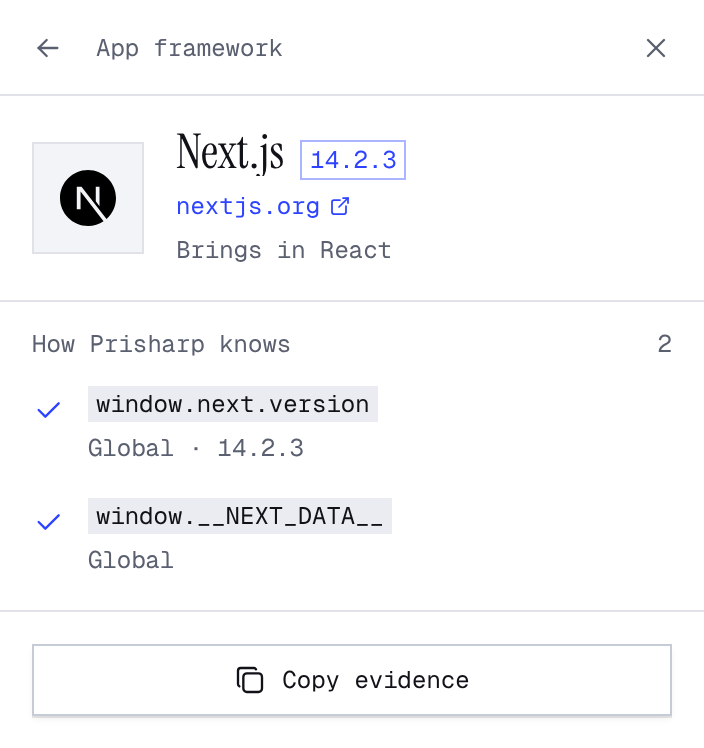 App framework
Next.js 14.2.3
nextjs.org
Brings in React
How Prisharp knows 2
window.next.version
Global · 14.2.3
window.__NEXT_DATA__
Global
Copy evidence